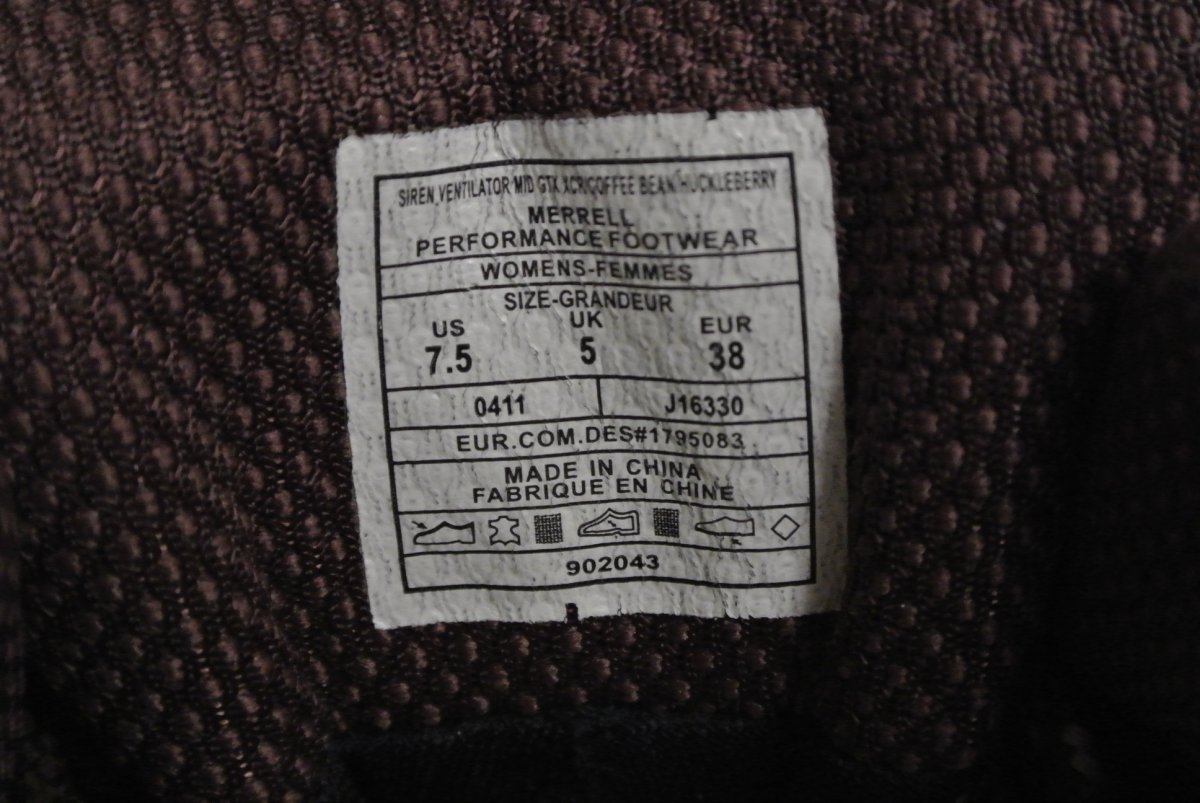 SIREN VENTILATOR MID GTX XCR/COFFEE BEAN/HUCKLEBERRY
MERRELL
PERFORMANCE FOOTWEAR
WOMENS-FEMMES
SIZE-GRANDEUR
US UK EUR
7.5 5 38
0411 J16330
EUR.COM.DES#1795083
MADE IN CHINA
FABRIQUE EN CHINE
902043